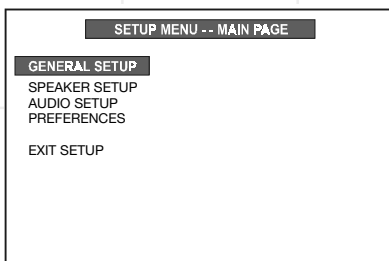 SETUP MENU - - MAIN PAGE
GENERAL SETUP
SPEAKER SETUP
AUDIO SETUP
PREFERENCES
EXIT SETUP